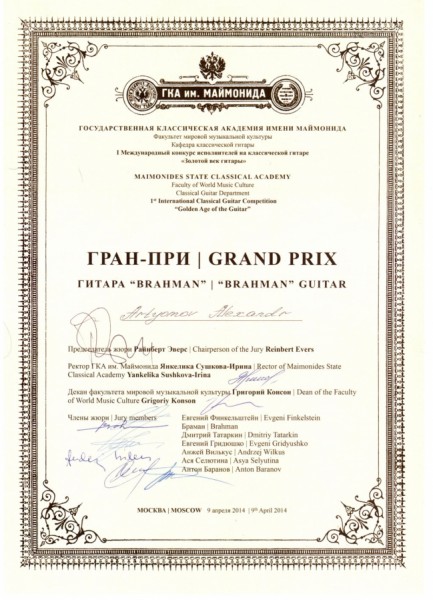 ГКА им. МАЙМОНИДА
ГОСУДАРСТВЕННАЯ КЛАССИЧЕСКАЯ АКАДЕМИЯ ИМЕНИ МАЙМОНИДА
Факультет мировой музыкальной культуры
Кафедра классической гитары
I Международный конкурс исполнителей на классической гитаре
«Золотой век гитары»
MAIMONIDES STATE CLASSICAL ACADEMY
Faculty of World Music Culture
Classical Guitar Department
1st International Classical Guitar Competition
“Golden Age of the Guitar”
ГРАН-ПРИ | GRAND PRIX
ГИТАРА “BRAHMAN” | “BRAHMAN” GUITAR
Artyomov Alexandr
Председатель жюри Райнберт Эверс | Chairperson of the Jury Reinbert Evers
Ректор ГКА им. Маймонида Янкелика Сушкова-Ирина | Rector of Maimonides State
Classical Academy Yankelika Sushkova-Irina
Декан факультета мировой музыкальной культуры Григорий Консон | Dean of the Faculty
of World Music Culture Grigoriy Konson
Члены жюри | Jury members
Евгений Финкельштейн | Evgeni Finkelstein
Браман | Brahman
Дмитрий Татаркин | Dmitriy Tatarkin
Евгений Гридюшко | Evgeni Gridyushko
Анжей Вилькус | Andrzej Wilkus
Ася Селютина | Asya Selyutina
Антон Баранов | Anton Baranov
МОСКВА | MOSCOW 9 апреля 2014 | 9th April 2014